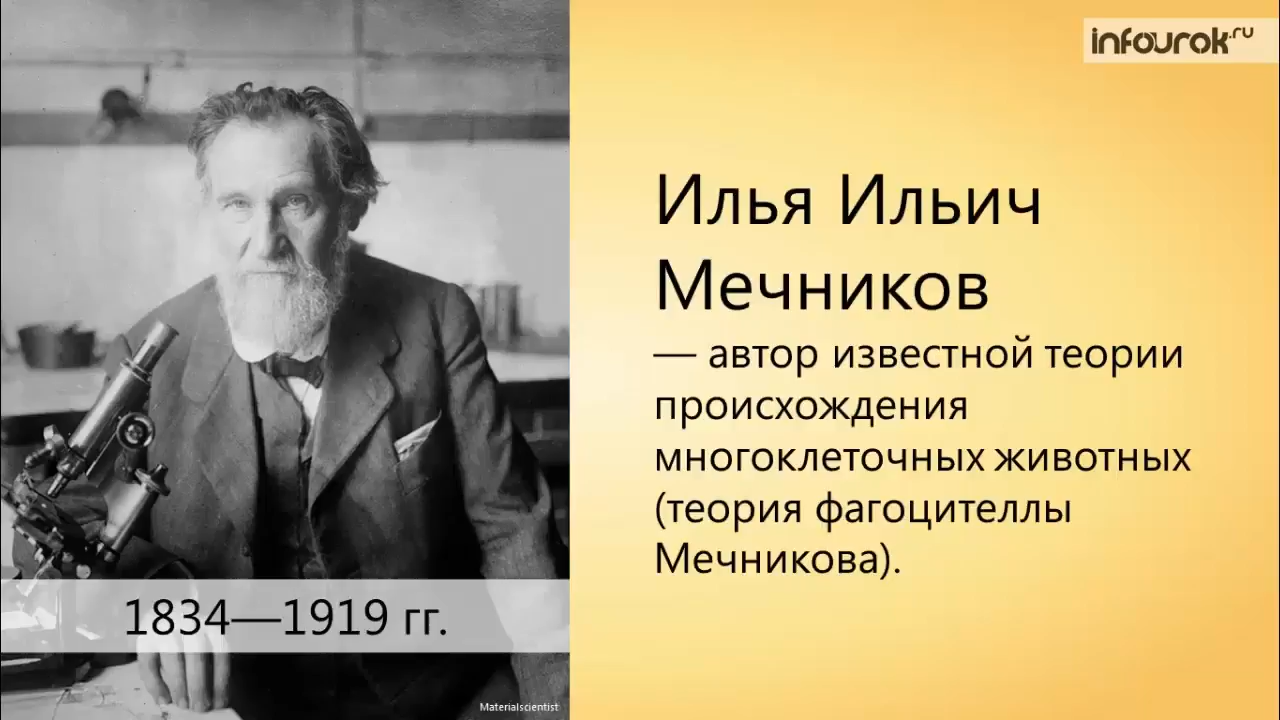 infourok.ru
Илья Ильич
Мечников
— автор известной теории
происхождения
многоклеточных животных
(теория фагоцителлы
Мечникова).
1834—1919 гг.
Materialscientist